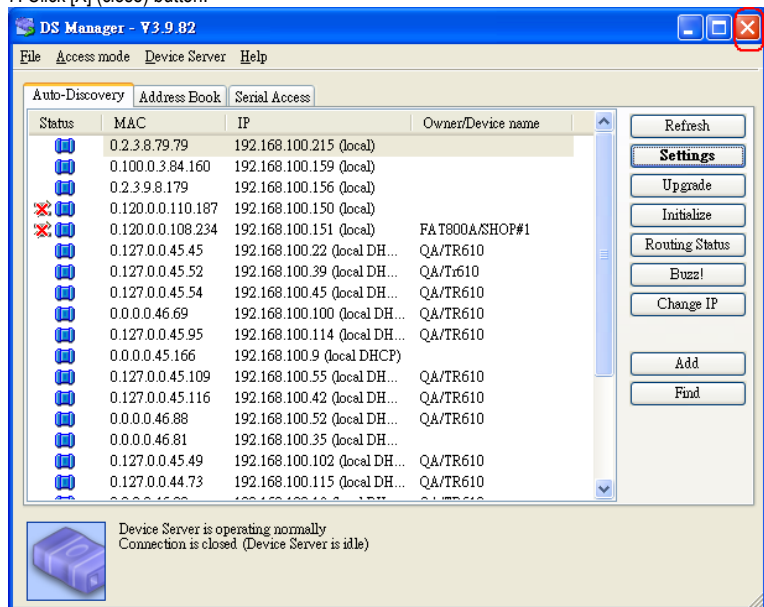 DS Manager - V3.9.82
File Access mode Device Server Help
Auto-Discovery Address Book Serial Access
Status MAC IP Owner/Device name
0.2.3.8.79.79 192.168.100.215 (local)
0.100.0.3.84.160 192.168.100.159 (local)
0.2.3.9.8.179 192.168.100.156 (local)
0.120.0.0.110.187 192.168.100.150 (local)
0.120.0.0.108.234 192.168.100.151 (local) FAT800A/SHOP#1
0.127.0.0.45.45 192.168.100.22 (local DH... QA/TR610
0.127.0.0.45.52 192.168.100.39 (local DH... QA/Tr610
0.127.0.0.45.54 192.168.100.45 (local DH... QA/TR610
0.0.0.0.46.69 192.168.100.100 (local DH... QA/TR610
0.127.0.0.45.95 192.168.100.114 (local DH... QA/TR610
0.0.0.0.45.166 192.168.100.9 (local DHCP)
0.127.0.0.45.109 192.168.100.55 (local DH... QA/TR610
0.127.0.0.45.116 192.168.100.42 (local DH... QA/TR610
0.0.0.0.46.88 192.168.100.52 (local DH... QA/TR610
0.0.0.0.46.81 192.168.100.35 (local DH...
0.127.0.0.45.49 192.168.100.102 (local DH... QA/TR610
0.127.0.0.44.73 192.168.100.115 (local DH... QA/TR610
Refresh
Settings
Upgrade
Initialize
Routing Status
Buzz!
Change IP
Add
Find
Device Server is operating normally
Connection is closed (Device Server is idle)